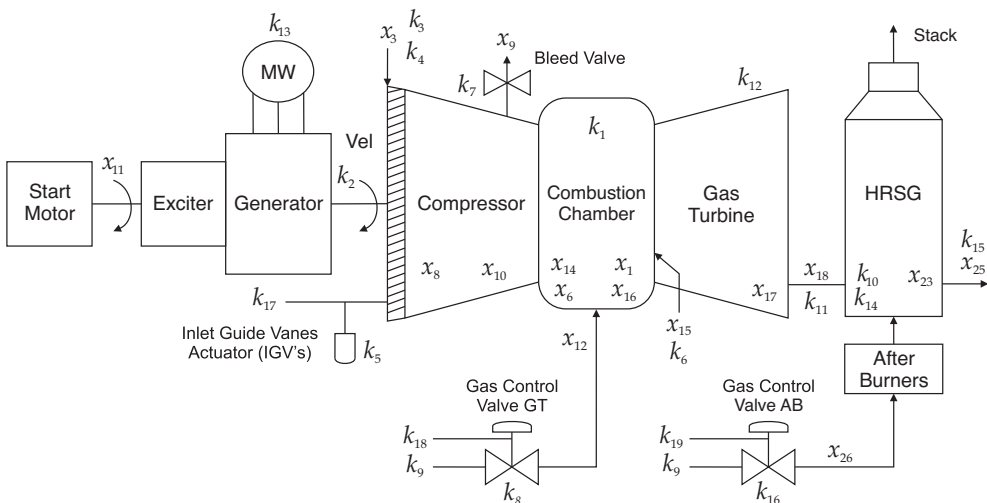 k13
MW
x3
k3
k4
x9
k7
Bleed Valve
k12
Stack
k1
Vel
x11
k2
Start
Motor
Exciter
Generator
Compressor
Combustion
Chamber
Gas
Turbine
HRSG
k15
x25
x8
x10
x14
x1
x6
x16
x17
x18
k11
k10
x23
k14
k17
Inlet Guide Vanes
Actuator (IGV's)
k5
x12
x15
k6
After
Burners
Gas Control
Valve GT
k18
k9
k8
Gas Control
Valve AB
k19
k9
k16
x26